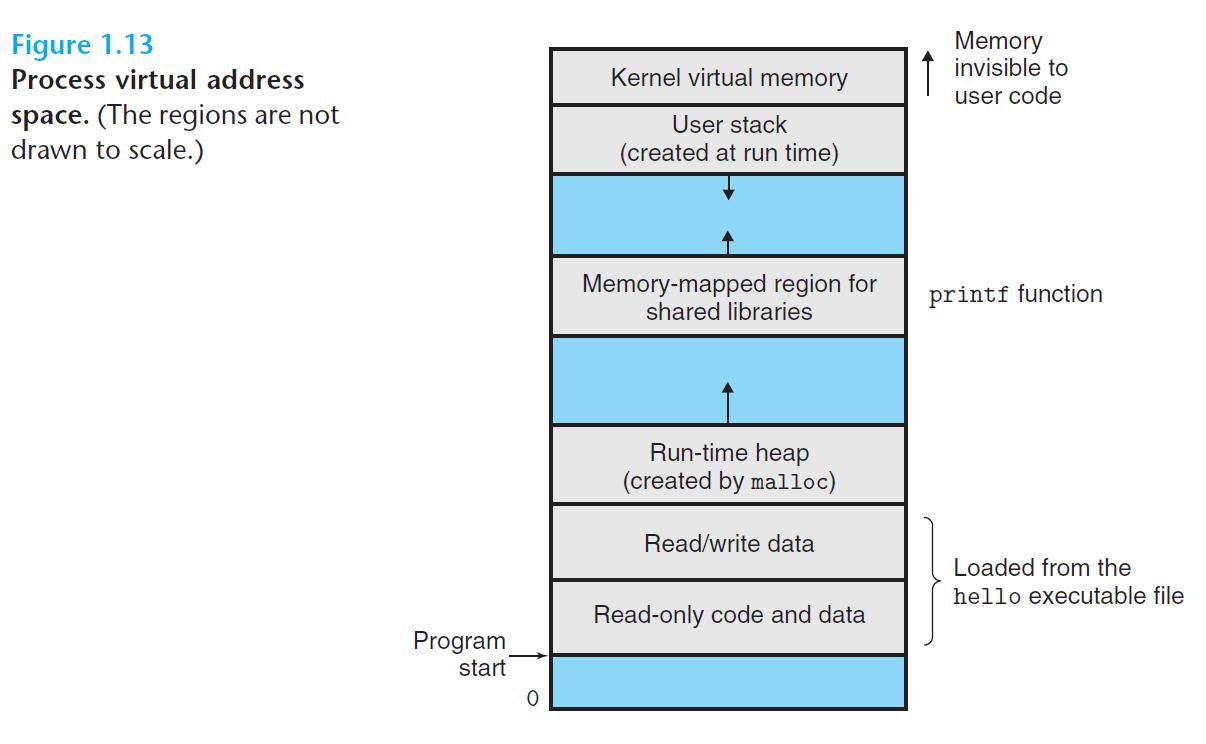 Figure 1.13
Process virtual address
space. (The regions are not
drawn to scale.)
Memory
invisible to
user code
Kernel virtual memory
User stack
(created at run time)
Memory-mapped region for
shared libraries
printf function
Run-time heap
(created by malloc)
Read/write data
Loaded from the
hello executable file
Read-only code and data
Program
start
0